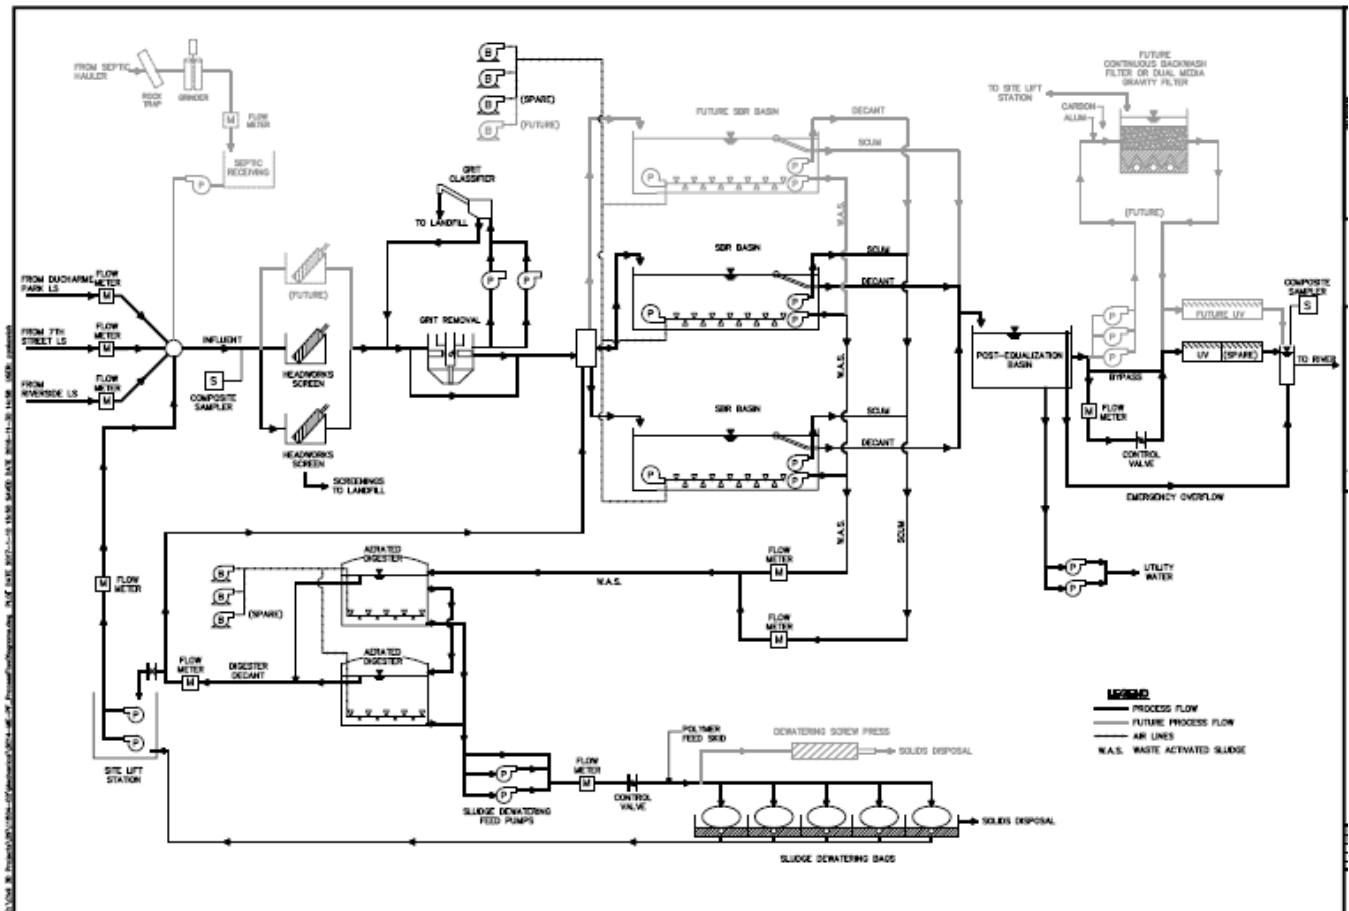 FROM SEPTIC
HAULER
ROCK
TRAP
GRINDER
M
FLOW
METER
SEPTIC
RECEIVING
P
B
B
B
(SPARE)
B
(FUTURE)
GRIT
CLASSIFIER
TO LANDFILL
P
P
GRIT REMOVAL
FROM DUCHARME
PARK LS
FLOW
METER
M
FROM 7TH
STREET LS
FLOW
METER
M
FROM
RIVERSIDE LS
FLOW
METER
M
INFLUENT
S
COMPOSITE
SAMPLER
(FUTURE)
HEADWORKS
SCREEN
HEADWORKS
SCREEN
SCREENINGS
TO LANDFILL
FUTURE SBR BASIN
DECANT
SCUM
P
P
P
W.A.S.
SBR BASIN
SCUM
DECANT
P
P
P
W.A.S.
SBR BASIN
SCUM
DECANT
P
P
P
W.A.S.
SCUM
FUTURE
CONTINUOUS BACKWASH
FILTER OR DUAL MEDIA
GRAVITY FILTER
TO SITE LIFT
STATION
CARBON
ALUM
(FUTURE)
P
P
P
BYPASS
POST-EQUALIZATION
BASIN
M
FLOW
METER
CONTROL
VALVE
FUTURE UV
UV
(SPARE)
COMPOSITE
SAMPLER
S
TO RIVER
EMERGENCY OVERFLOW
P
P
UTILITY
WATER
AERATED
DIGESTER
B
B
B
(SPARE)
W.A.S.
FLOW
METER
M
FLOW
METER
M
AERATED
DIGESTER
DIGESTER
DECANT
FLOW
METER
M
M
FLOW
METER
P
P
SITE LIFT
STATION
P
P
SLUDGE DEWATERING
FEED PUMPS
FLOW
METER
M
CONTROL
VALVE
POLYMER
FEED SKID
DEWATERING SCREW PRESS
SOLIDS DISPOSAL
SOLIDS DISPOSAL
SLUDGE DEWATERING BAGS
LEGEND
PROCESS FLOW
FUTURE PROCESS FLOW
AIR LINES
W.A.S. WASTE ACTIVATED SLUDGE